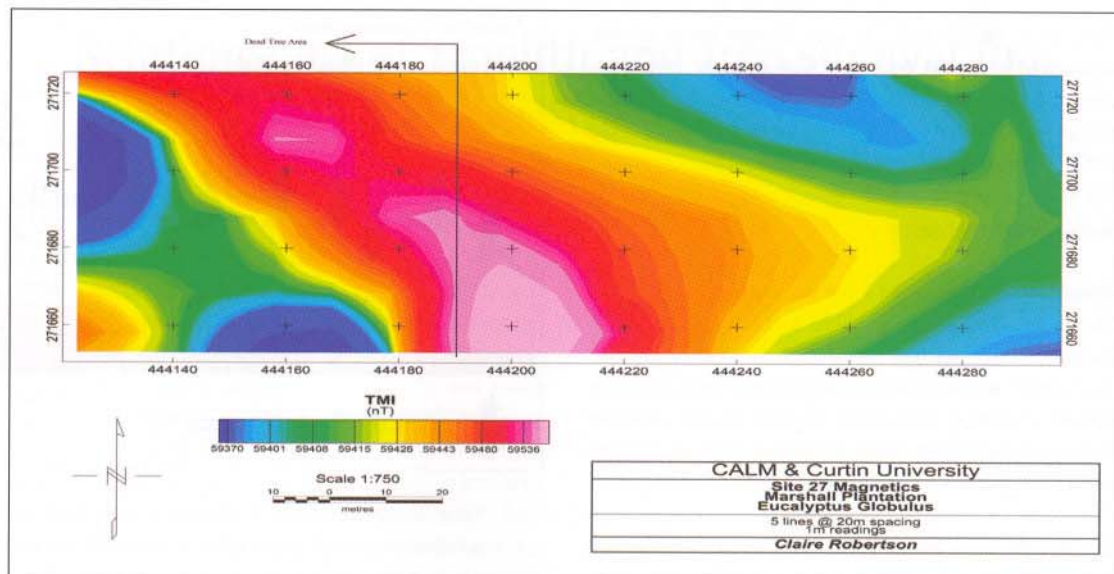 Dead Tree Area
444140 444160 444180 444200 444220 444240 444260 444280
271720 271720
271700 271700
271680 271680
271660 271660
444140 444160 444180 444200 444220 444240 444260 444280
TMI
(nT)
59370 59401 59408 59415 59426 59443 59480 59536
N
Scale 1:750
10 0 10 20
metres
CALM & Curtin University
Site 27 Magnetics
Marshall Plantation
Eucalyptus Globulus
5 lines @ 20m spacing
1m readings
Claire Robertson